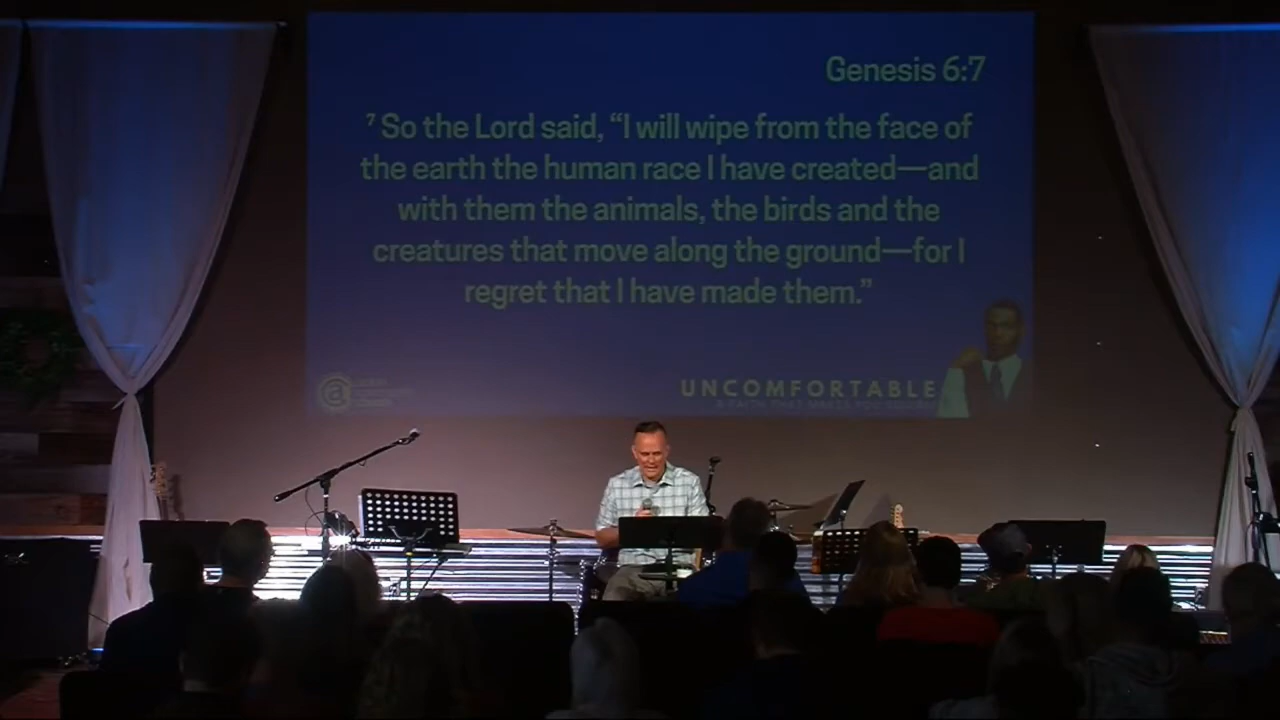 Genesis 6:7
⁷ So the Lord said, “I will wipe from the face of
the earth the human race I have created—and
with them the animals, the birds and the
creatures that move along the ground—for I
regret that I have made them.”
UNCOMFORTABLE